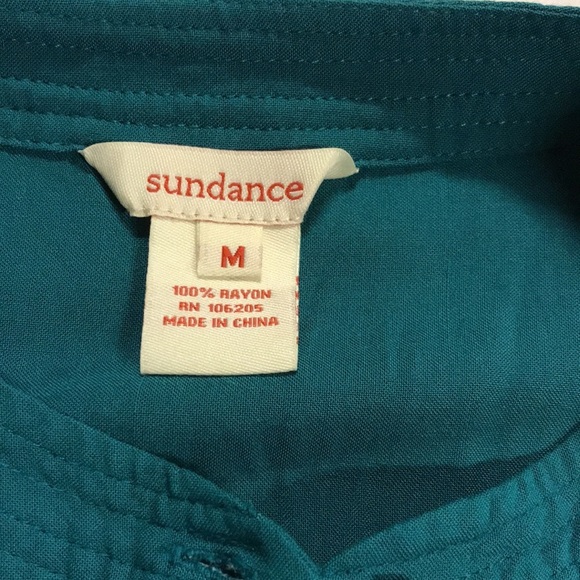 sundance
M
100% RAYON
RN 106205
MADE IN CHINA